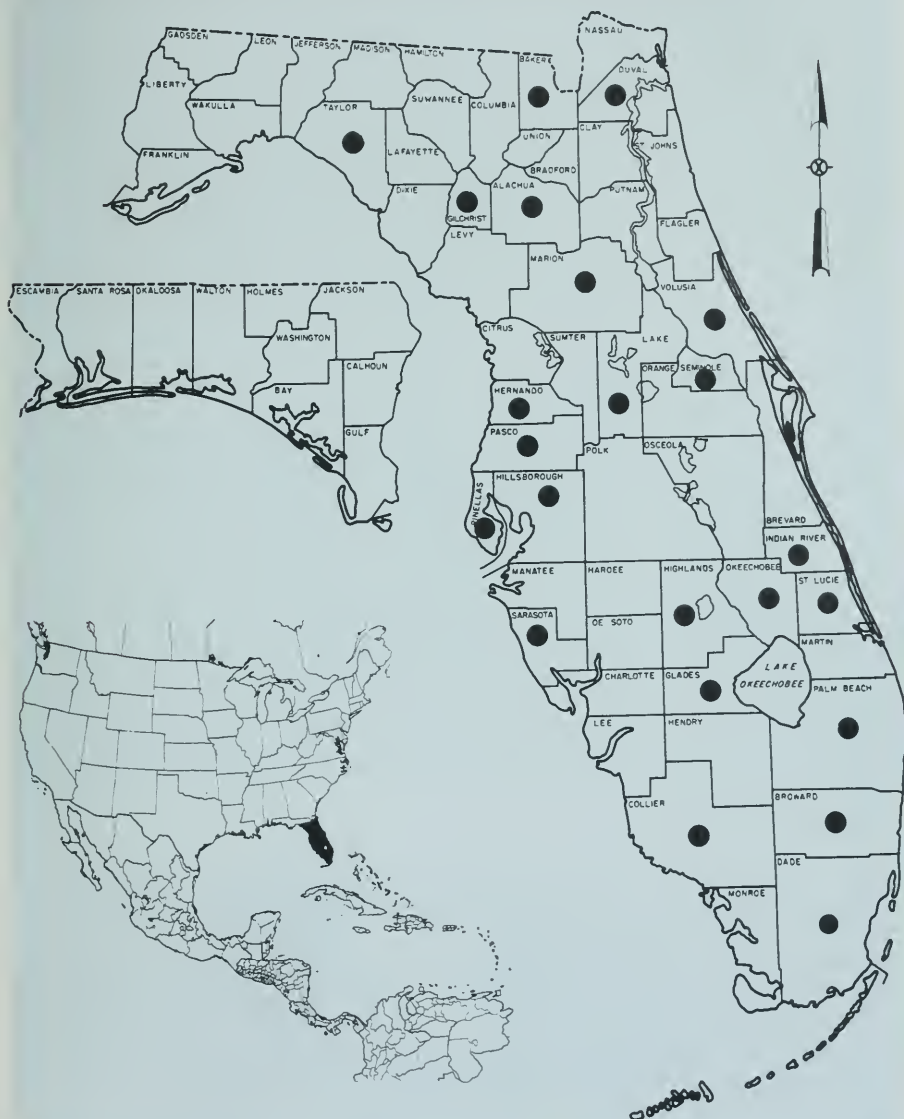 NASSAU
GADSDEN
LEON
JEFFERSON
MADISON
HAMILTON
BAKER
DUVAL
LIBERTY
WAKULLA
TAYLOR
SUWANNEE
COLUMBIA
UNION
CLAY
ST JOHNS
FRANKLIN
LAFAYETTE
BRADFORD
DIXIE
GILCHRIST
ALACHUA
PUTNAM
LEVY
FLAGLER
MARION
VOLUSIA
ESCAMBIA
SANTA ROSA
OKALOOSA
WALTON
HOLMES
JACKSON
WASHINGTON
CALHOUN
BAY
GULF
CITRUS
SUMTER
LAKE
ORANGE
SEMINOLE
HERNANDO
PASCO
POLK
OSCEOLA
PINELLAS
HILLSBOROUGH
BREVARD
INDIAN RIVER
MANATEE
HARDEE
HIGHLANDS
OKEECHOBEE
ST LUCIE
SARASOTA
DE SOTO
MARTIN
CHARLOTTE
GLADES
LAKE
OKEECHOBEE
PALM BEACH
LEE
HENDRY
COLLIER
BROWARD
DADE
MONROE